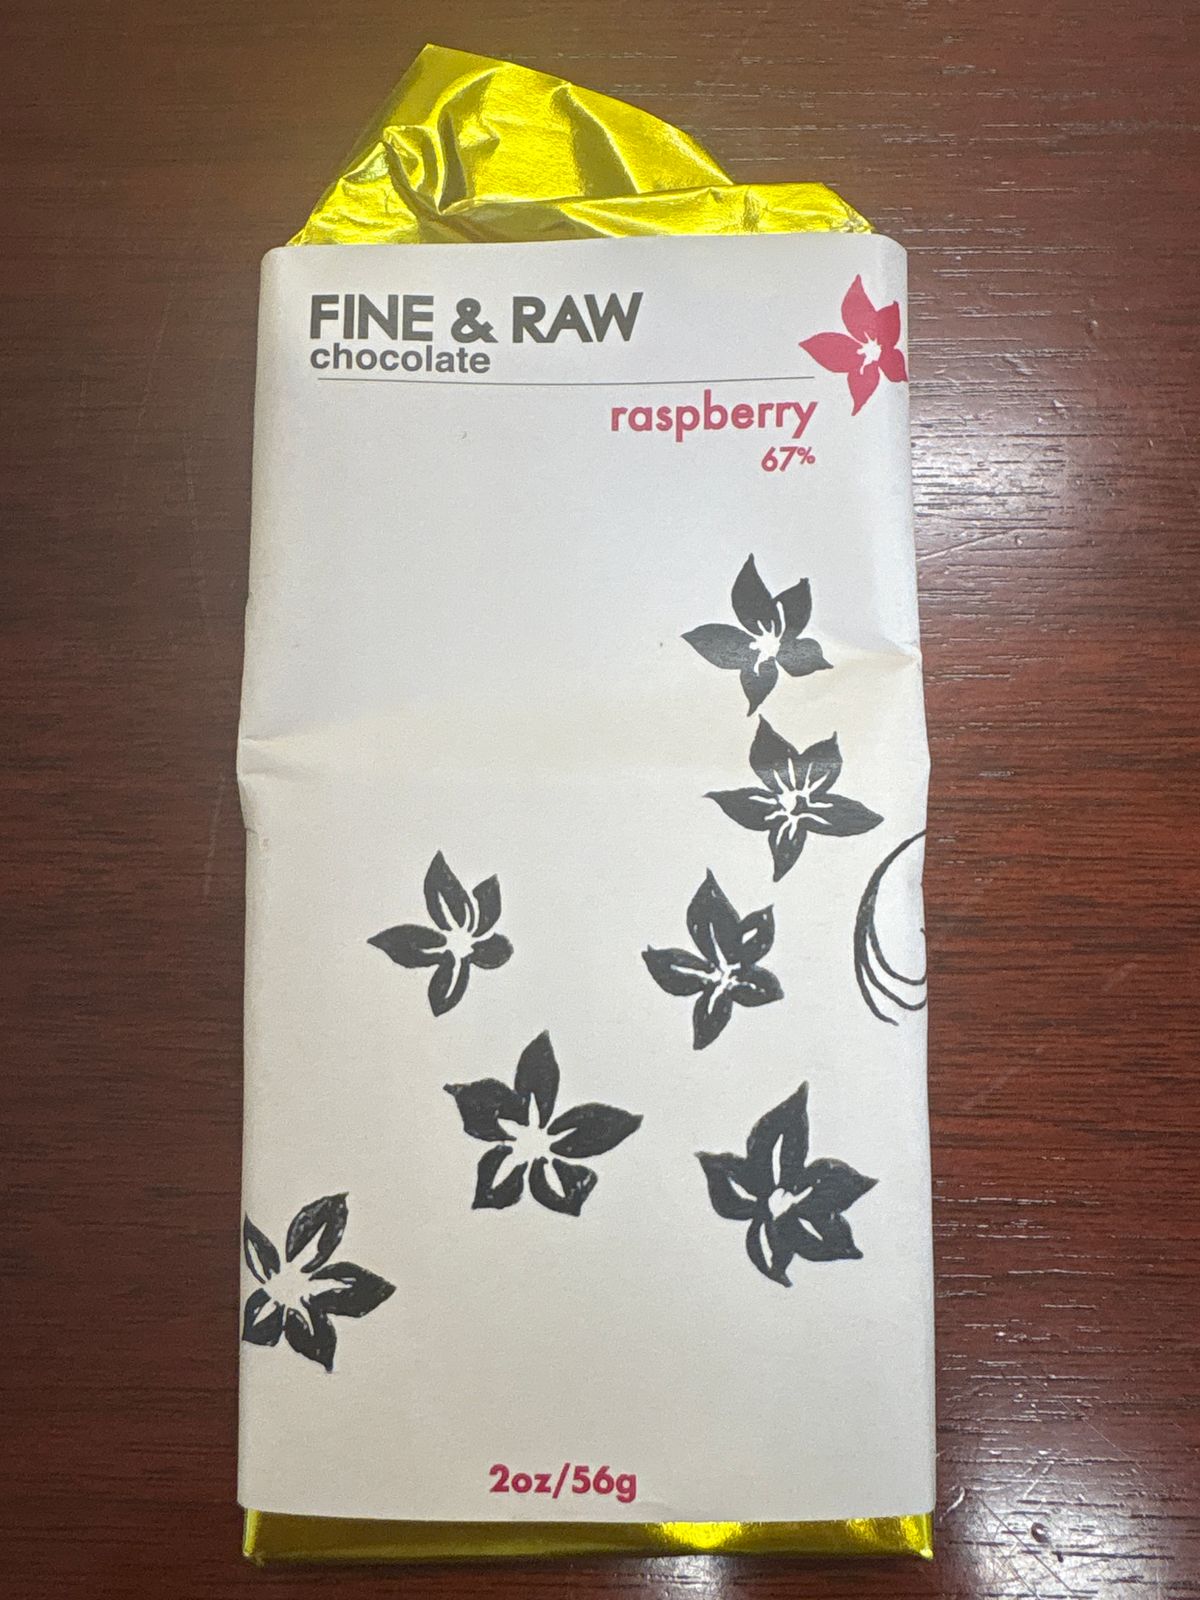 FINE & RAW
chocolate
raspberry
67%
2oz/56g